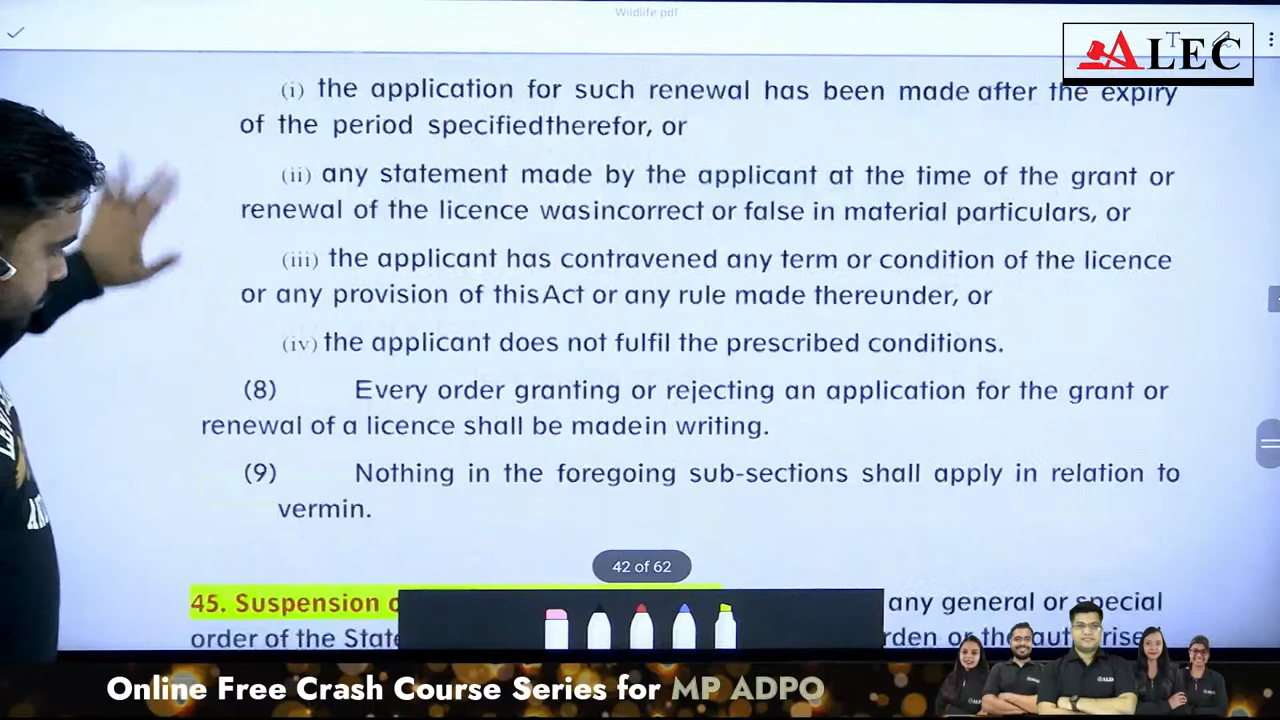 Wildlife pdf
ALEC
(i) the application for such renewal has been made after the expiry
of the period specifiedtherefor, or
(ii) any statement made by the applicant at the time of the grant or
renewal of the licence wasincorrect or false in material particulars, or
(iii) the applicant has contravened any term or condition of the licence
or any provision of thisAct or any rule made thereunder, or
(iv) the applicant does not fulfil the prescribed conditions.
(8) Every order granting or rejecting an application for the grant or
renewal of a licence shall be madein writing.
(9) Nothing in the foregoing sub-sections shall apply in relation to
vermin.
42 of 62
45. Suspension any general or special
order of the
Online Free Crash Course Series for MP ADPO